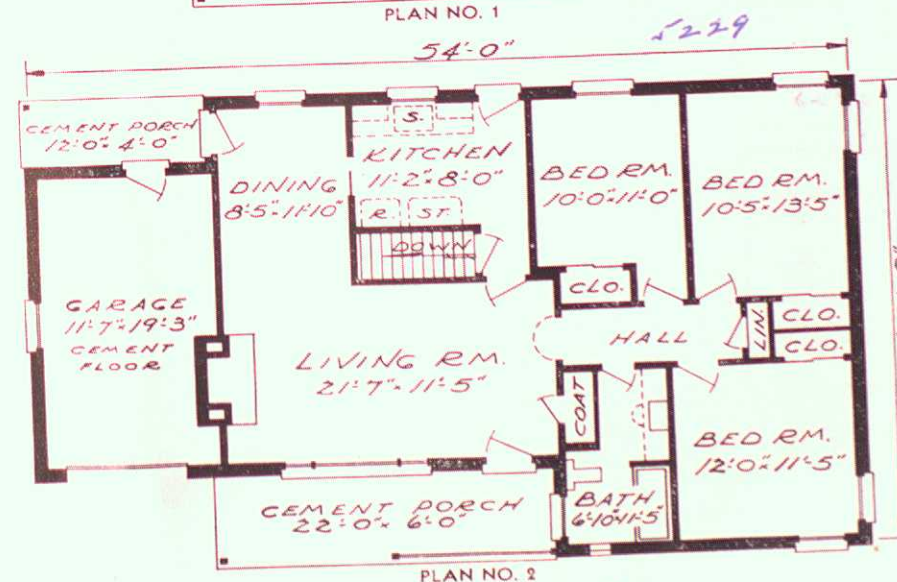 PLAN NO. 1
5229
54'-0"
CEMENT PORCH
12'-0" x 4'-0"
DINING
8'-5" x 11'-10"
S.
KITCHEN
11'-2" x 8'-0"
R.
ST.
DOWN
BED RM.
10'-0" x 11'-0"
BED RM.
10'-5" x 13'-5"
GARAGE
11'-7" x 19'-3"
CEMENT
FLOOR
LIVING RM.
21'-7" x 11'-5"
CLO.
HALL
LIN.
CLO.
CLO.
COAT
BED RM.
12'-0" x 11'-5"
BATH
6'-10" x 11'-5"
CEMENT PORCH
22'-0" x 6'-0"
PLAN NO. 2